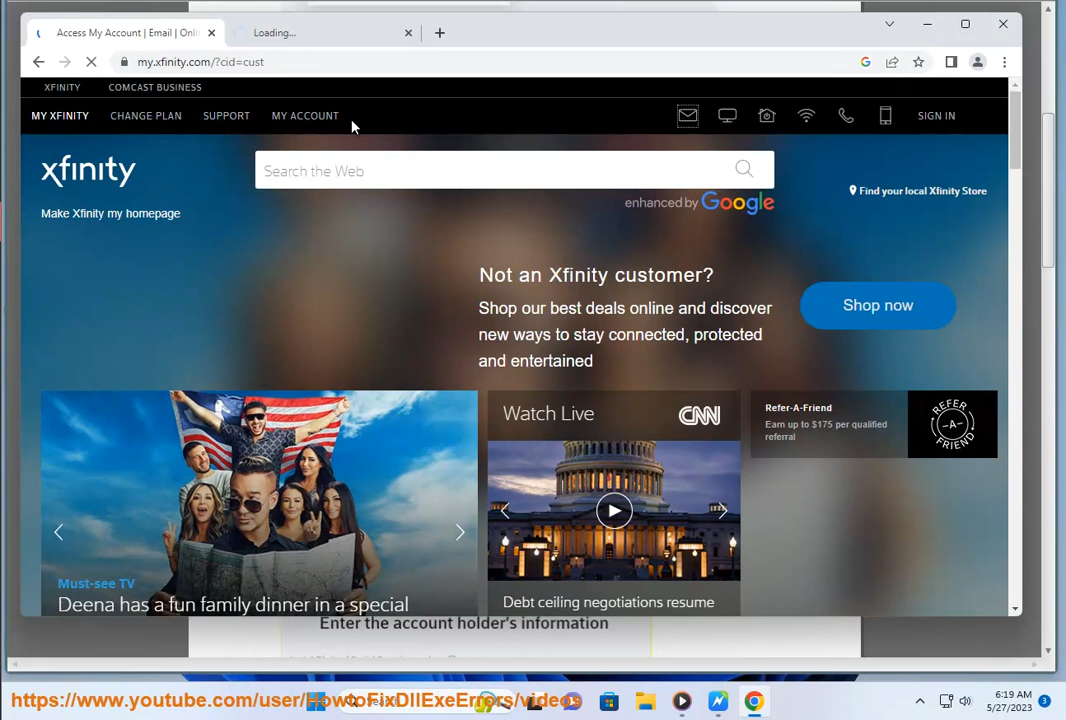 Access My Account | Email | Onli
Loading...
my.xfinity.com/?cid=cust
XFINITY COMCAST BUSINESS
MY XFINITY CHANGE PLAN SUPPORT MY ACCOUNT SIGN IN
xfinity
Search the Web
enhanced by Google
Find your local Xfinity Store
Make Xfinity my homepage
Not an Xfinity customer?
Shop our best deals online and discover
new ways to stay connected, protected
and entertained
Shop now
Watch Live CNN
Refer-A-Friend
Earn up to $175 per qualified
referral
REFER
-A-
FRIEND
Must-see TV
Deena has a fun family dinner in a special
Debt ceiling negotiations resume
Enter the account holder's information
https://www.youtube.com/user/HowtoFixDllExeErrors/videos
6:19 AM
5/27/2023
3